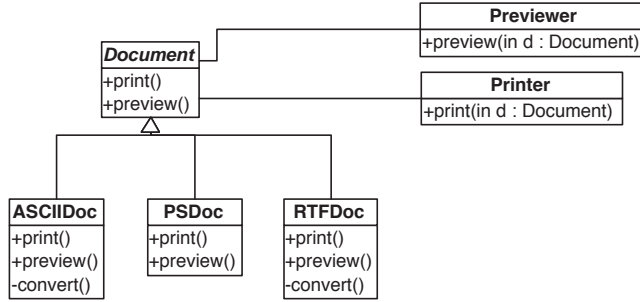 Previewer
+preview(in d : Document)
Document
+print()
+preview()
Printer
+print(in d : Document)
ASCIIDoc
+print()
+preview()
-convert()
PSDoc
+print()
+preview()
RTFDoc
+print()
+preview()
-convert()